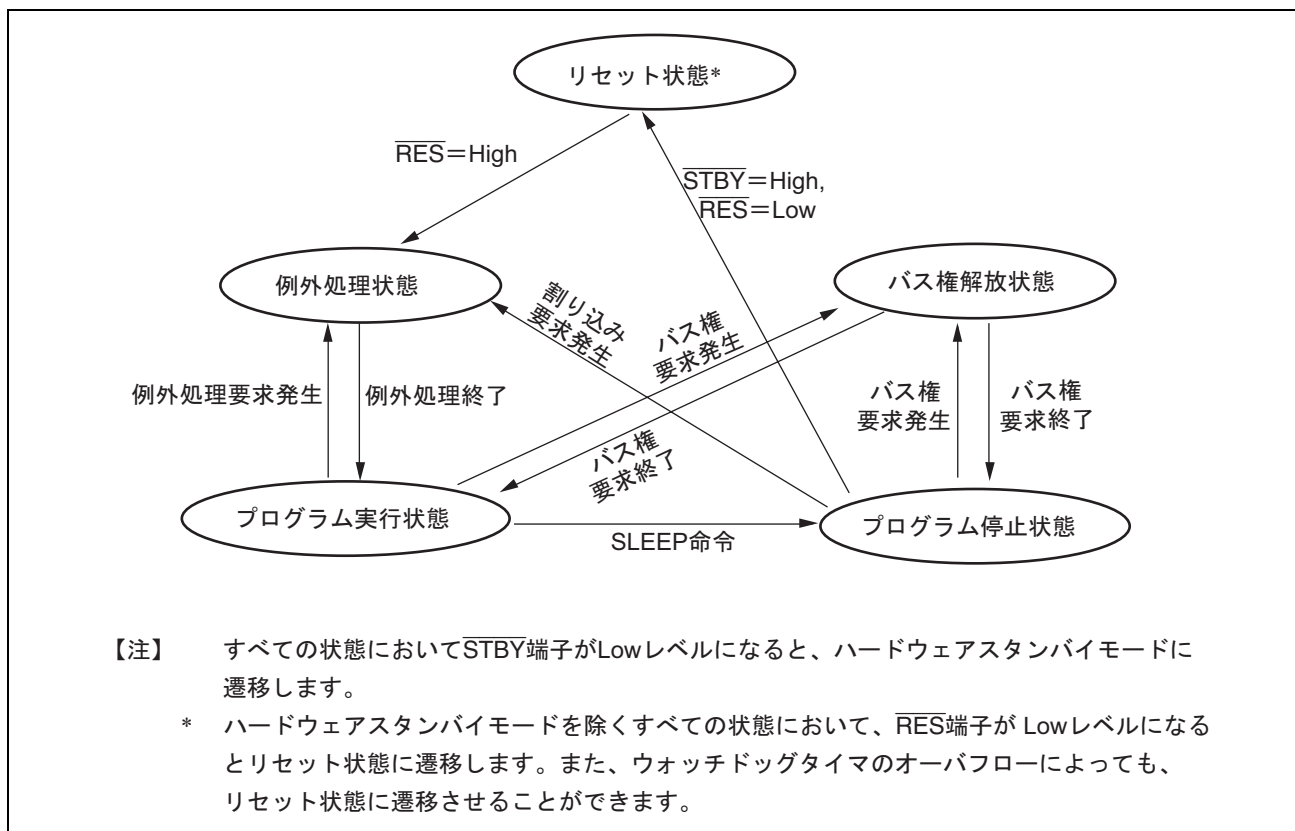 リセット状態*
RES=High
STBY=High,
RES=Low
例外処理状態
バス権解放状態
割り込み
要求発生
バス権
要求発生
例外処理要求発生
例外処理終了
バス権
要求発生
バス権
要求終了
バス権
要求終了
プログラム実行状態
プログラム停止状態
SLEEP命令
【注】 すべての状態においてSTBY端子がLowレベルになると、ハードウェアスタンバイモードに
遷移します。
* ハードウェアスタンバイモードを除くすべての状態において、RES端子が Lowレベルになる
とリセット状態に遷移します。また、ウォッチドッグタイマのオーバフローによっても、
リセット状態に遷移させることができます。